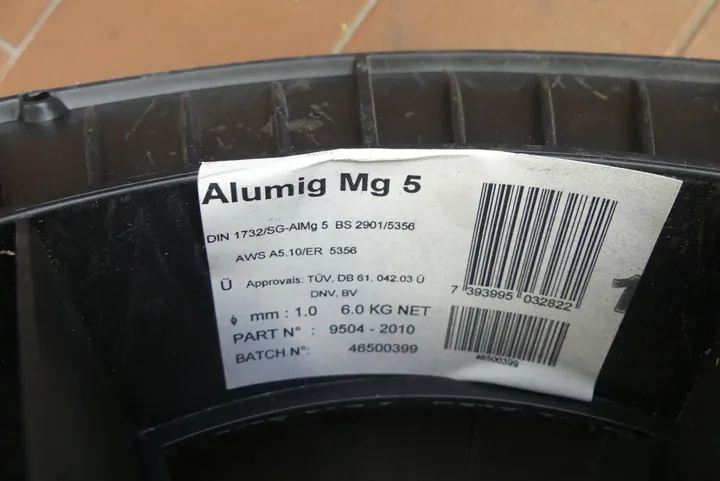 Alumig Mg 5
DIN 1732/SG-AlMg 5 BS 2901/5356
AWS A5.10/ER 5356
Ü Approvals: TÜV, DB 61. 042.03 Ü
DNV, BV
ϕ mm : 1.0 6.0 KG NET
PART N° : 9504 - 2010
BATCH N°: 46500399
7 393995 032822
46500399